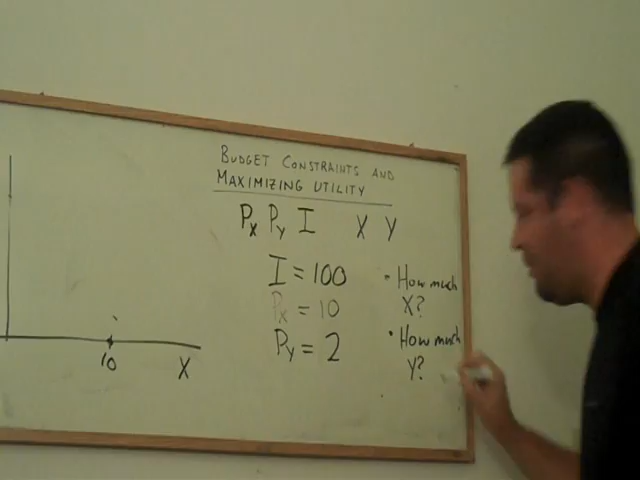 BUDGET CONSTRAINTS AND
MAXIMIZING UTILITY
Px Py I X Y
I = 100
Px = 10
Py = 2
• How much
X?
• How much
Y?
10
X